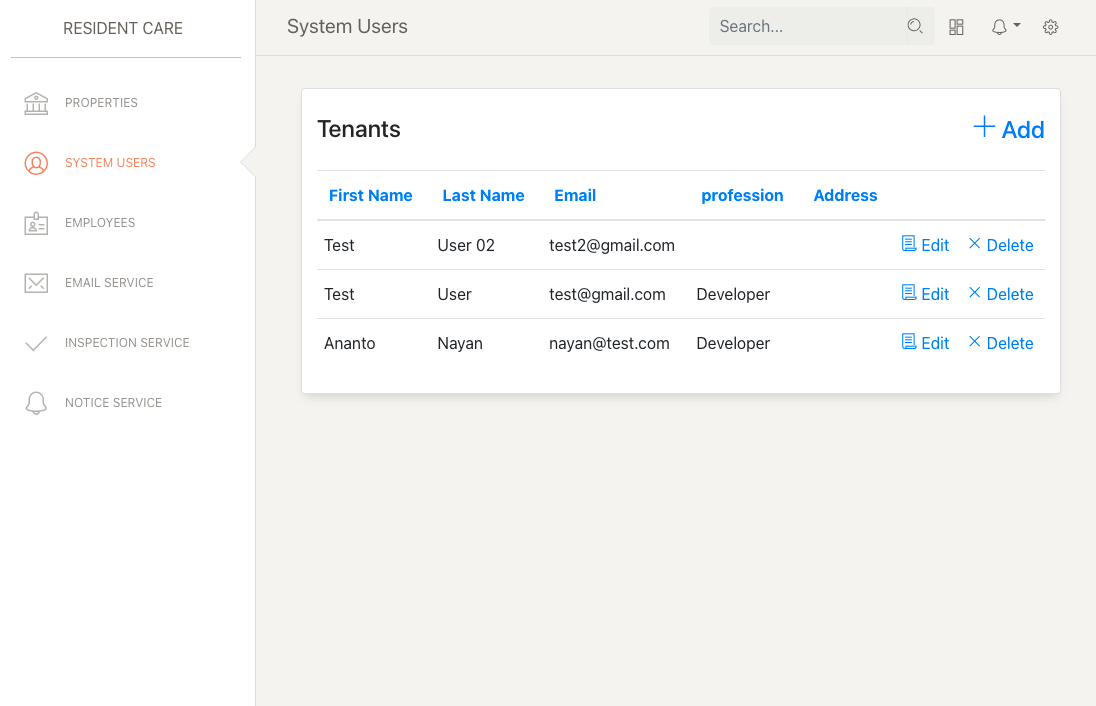 RESIDENT CARE
System Users
Search...
PROPERTIES
SYSTEM USERS
EMPLOYEES
EMAIL SERVICE
INSPECTION SERVICE
NOTICE SERVICE
Tenants
Add
First Name Last Name Email profession Address
Test User 02 test2@gmail.com Edit Delete
Test User test@gmail.com Developer Edit Delete
Ananto Nayan nayan@test.com Developer Edit Delete